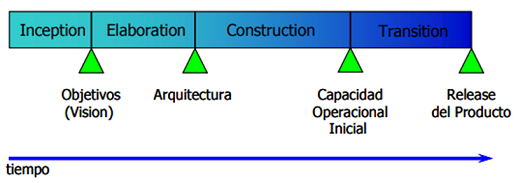 Inception Elaboration Construction Transition
Objetivos
(Vision)
Arquitectura
Capacidad
Operacional
Inicial
Release
del Producto
tiempo